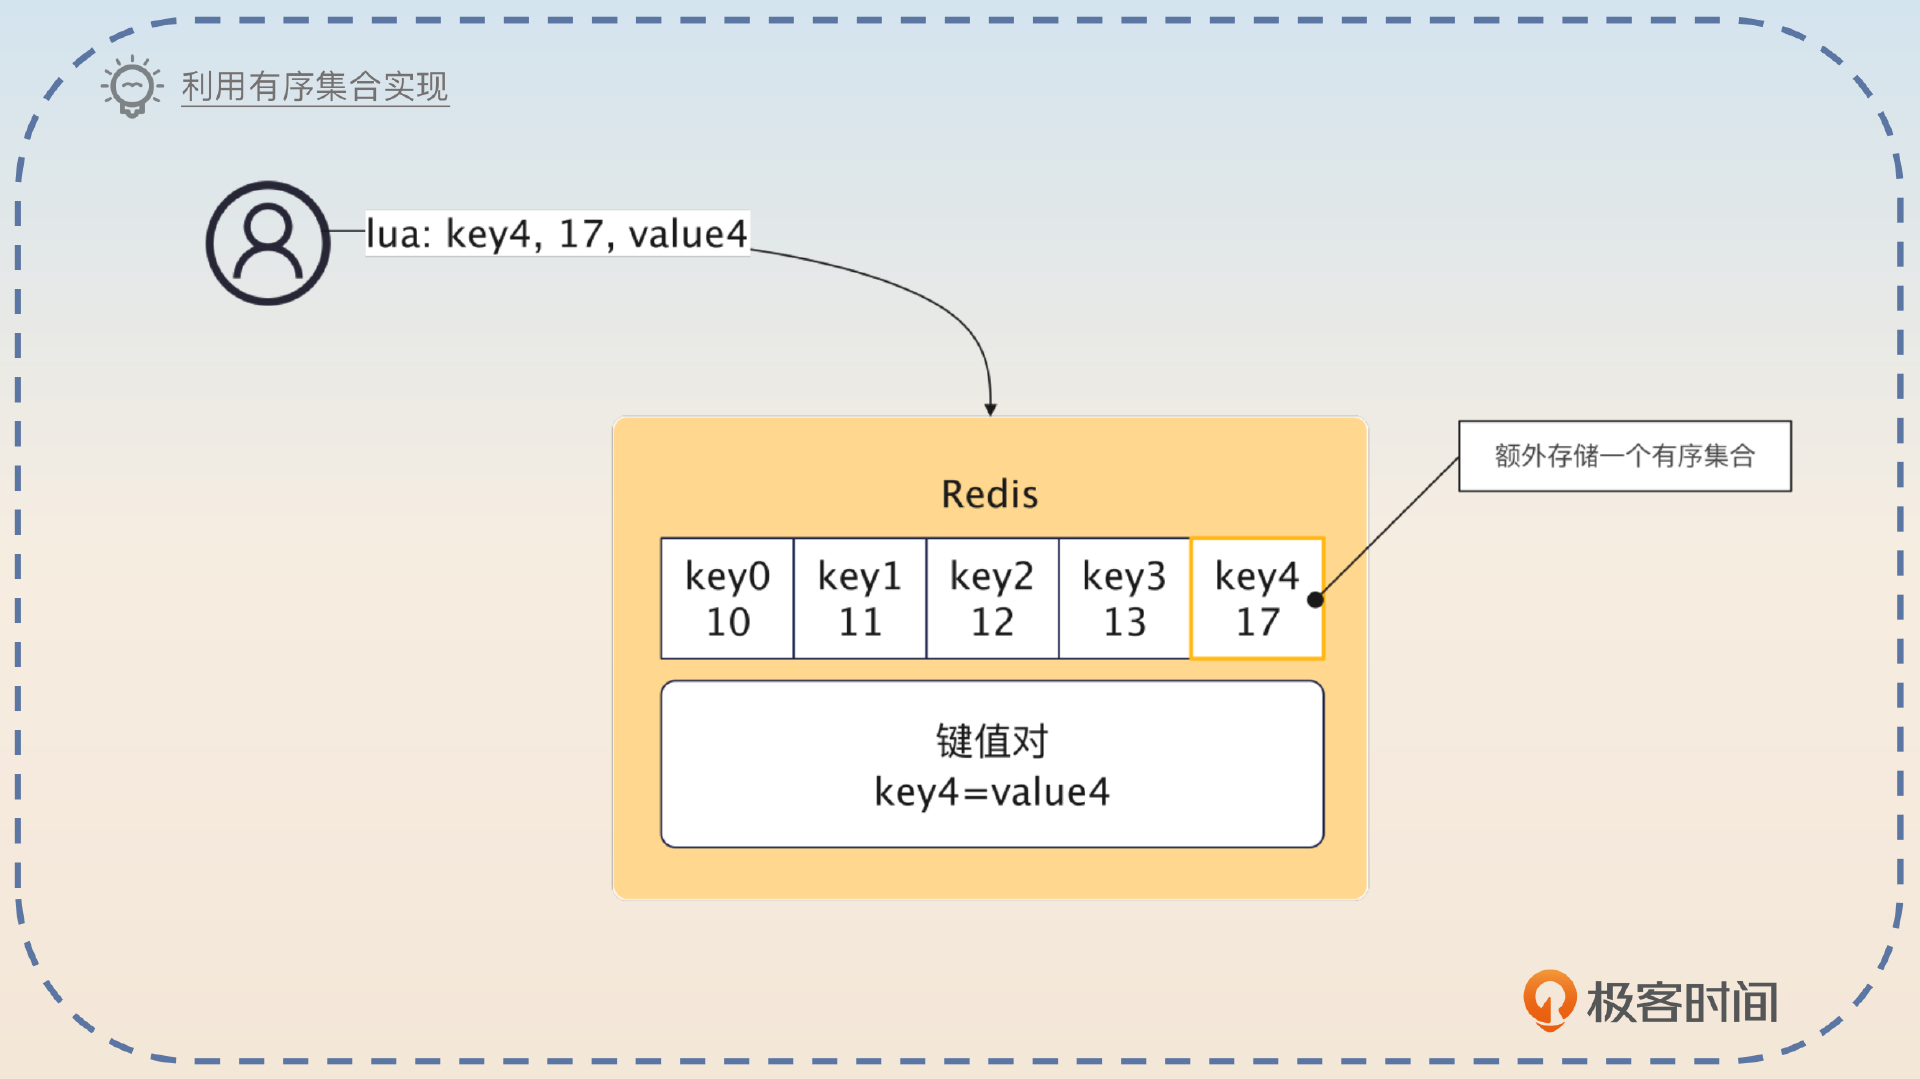 利用有序集合实现
lua: key4, 17, value4
额外存储一个有序集合
Redis
key0 key1 key2 key3 key4
10 11 12 13 17
键值对
key4=value4
极客时间